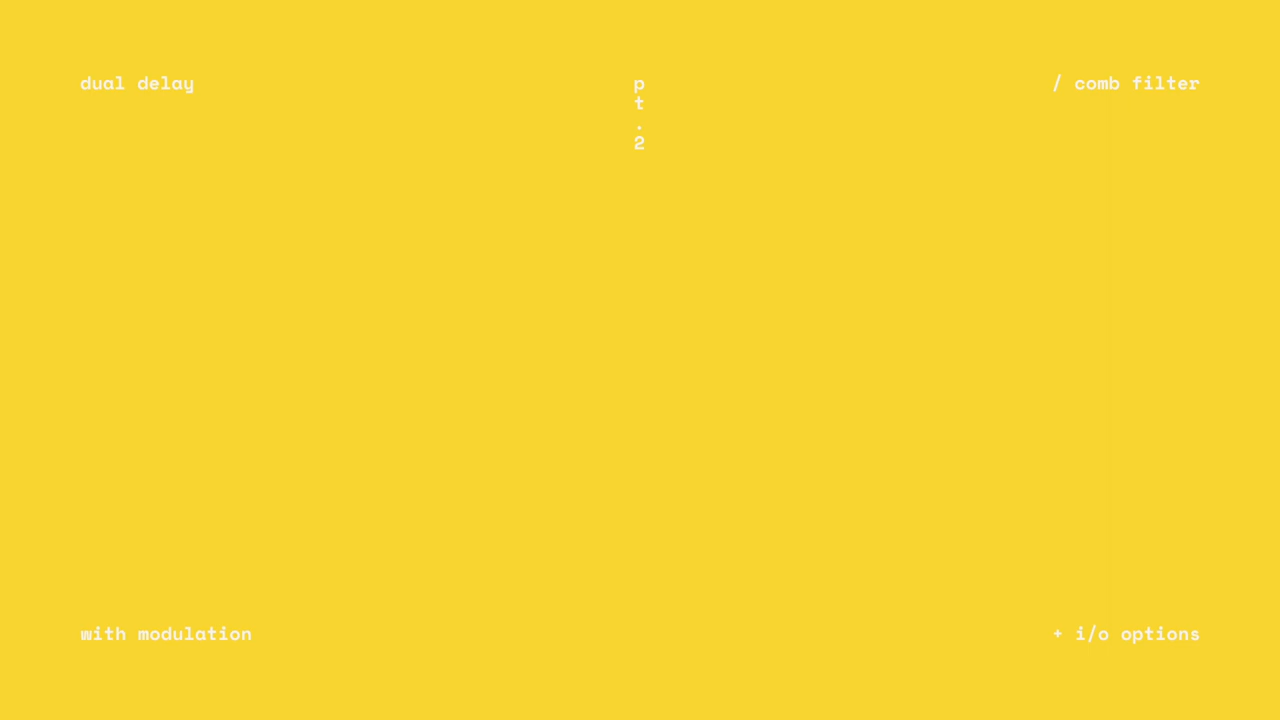 dual delay
p
t
.
2
/ comb filter
with modulation
+ i/o options